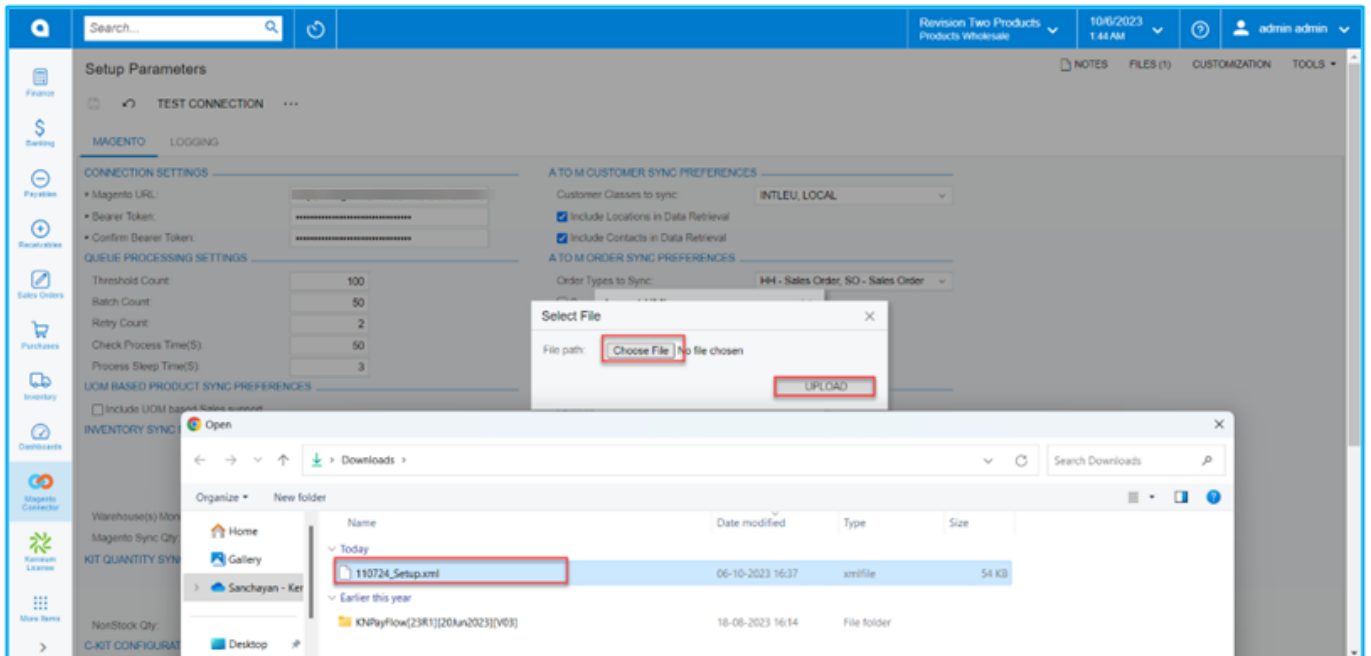 Search...
Revision Two Products
Products Wholesale
10/6/2023
1:44 AM
admin admin
Finance
Banking
Payables
Receivables
Sales Orders
Purchases
Inventory
Dashboards
Magento Connector
Kensium License
More Items
Setup Parameters
NOTES FILES (1) CUSTOMIZATION TOOLS
TEST CONNECTION ...
MAGENTO LOGGING
CONNECTION SETTINGS
Magento URL:
Bearer Token:
Confirm Bearer Token:
QUEUE PROCESSING SETTINGS
Threshold Count: 100
Batch Count: 50
Retry Count: 2
Check Process Time(S): 50
Process Sleep Time(S): 3
UOM BASED PRODUCT SYNC PREFERENCES
Include UOM based Sales support
INVENTORY SYNC
Warehouse(s) Mon
Magento Sync Qty:
KIT QUANTITY SYN
NonStock Qty:
C-KIT CONFIGURAT
A TO M CUSTOMER SYNC PREFERENCES
Customer Classes to sync: INTLEU, LOCAL
Include Locations in Data Retrieval
Include Contacts in Data Retrieval
A TO M ORDER SYNC PREFERENCES
Order Types to Sync: HH - Sales Order, SO - Sales Order
Select File
File path: Choose File No file chosen
UPLOAD
Open
Downloads
Search Downloads
Organize New folder
Home
Gallery
Sanchayan - Ker
Desktop
Name Date modified Type Size
Today
110724_Setup.xml 06-10-2023 16:37 xmlfile 54 KB
Earlier this year
KNPayFlow[23R1][20Jun2023][V03] 18-08-2023 16:14 File folder